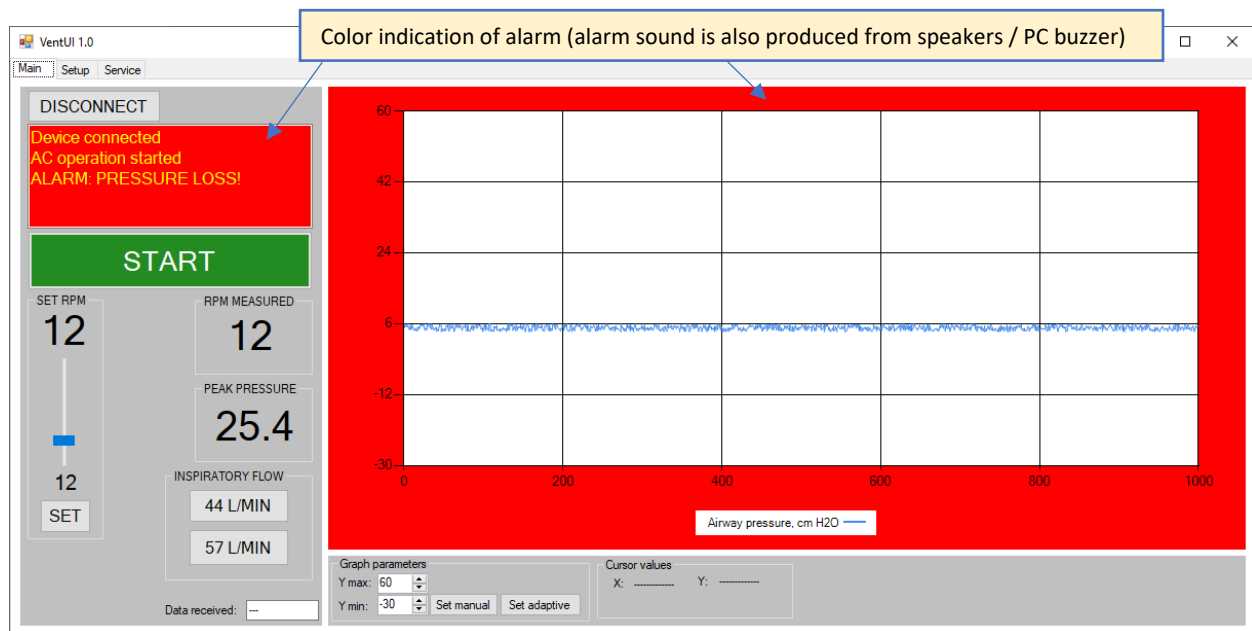 Color indication of alarm (alarm sound is also produced from speakers / PC buzzer)
VentUI 1.0
Main Setup Service
DISCONNECT
Device connected
AC operation started
ALARM: PRESSURE LOSS!
START
SET RPM
12
12
SET
RPM MEASURED
12
PEAK PRESSURE
25.4
INSPIRATORY FLOW
44 L/MIN
57 L/MIN
Data received: ---
60
42
24
6
-12
-30
0 200 400 600 800 1000
Airway pressure, cm H2O
Graph parameters
Y max: 60
Y min: -30 Set manual Set adaptive
Cursor values
X: ------------ Y: ------------